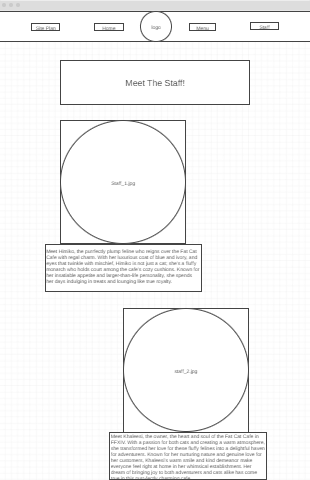 Site Plan
Home
logo
Menu
Staff
Meet The Staff!
Staff_1.jpg
Meet Himiko, the purrfectly plump feline who reigns over the Fat Cat
Cafe with regal charm. With her luxurious coat of blue and ivory, and
eyes that twinkle with mischief, Himiko is not just a cat; she's a fluffy
monarch who holds court among the cafe's cozy cushions. Known for
her insatiable appetite and larger-than-life personality, she spends
her days indulging in treats and lounging like true royalty.
staff_2.jpg
Meet Khaleesi, the owner, the heart and soul of the Fat Cat Cafe in
FFXIV. With a passion for both cats and creating a warm atmosphere,
she transformed her love for these fluffy felines into a delightful haven
for adventurers. Known for her nurturing nature and genuine love for
her customers, Khaleesi's warm smile and kind demeanor make
everyone feel right at home in her whimsical establishment. Her
dream of bringing joy to both adventurers and cats alike has come
true in this purr-fectly charming cafe.